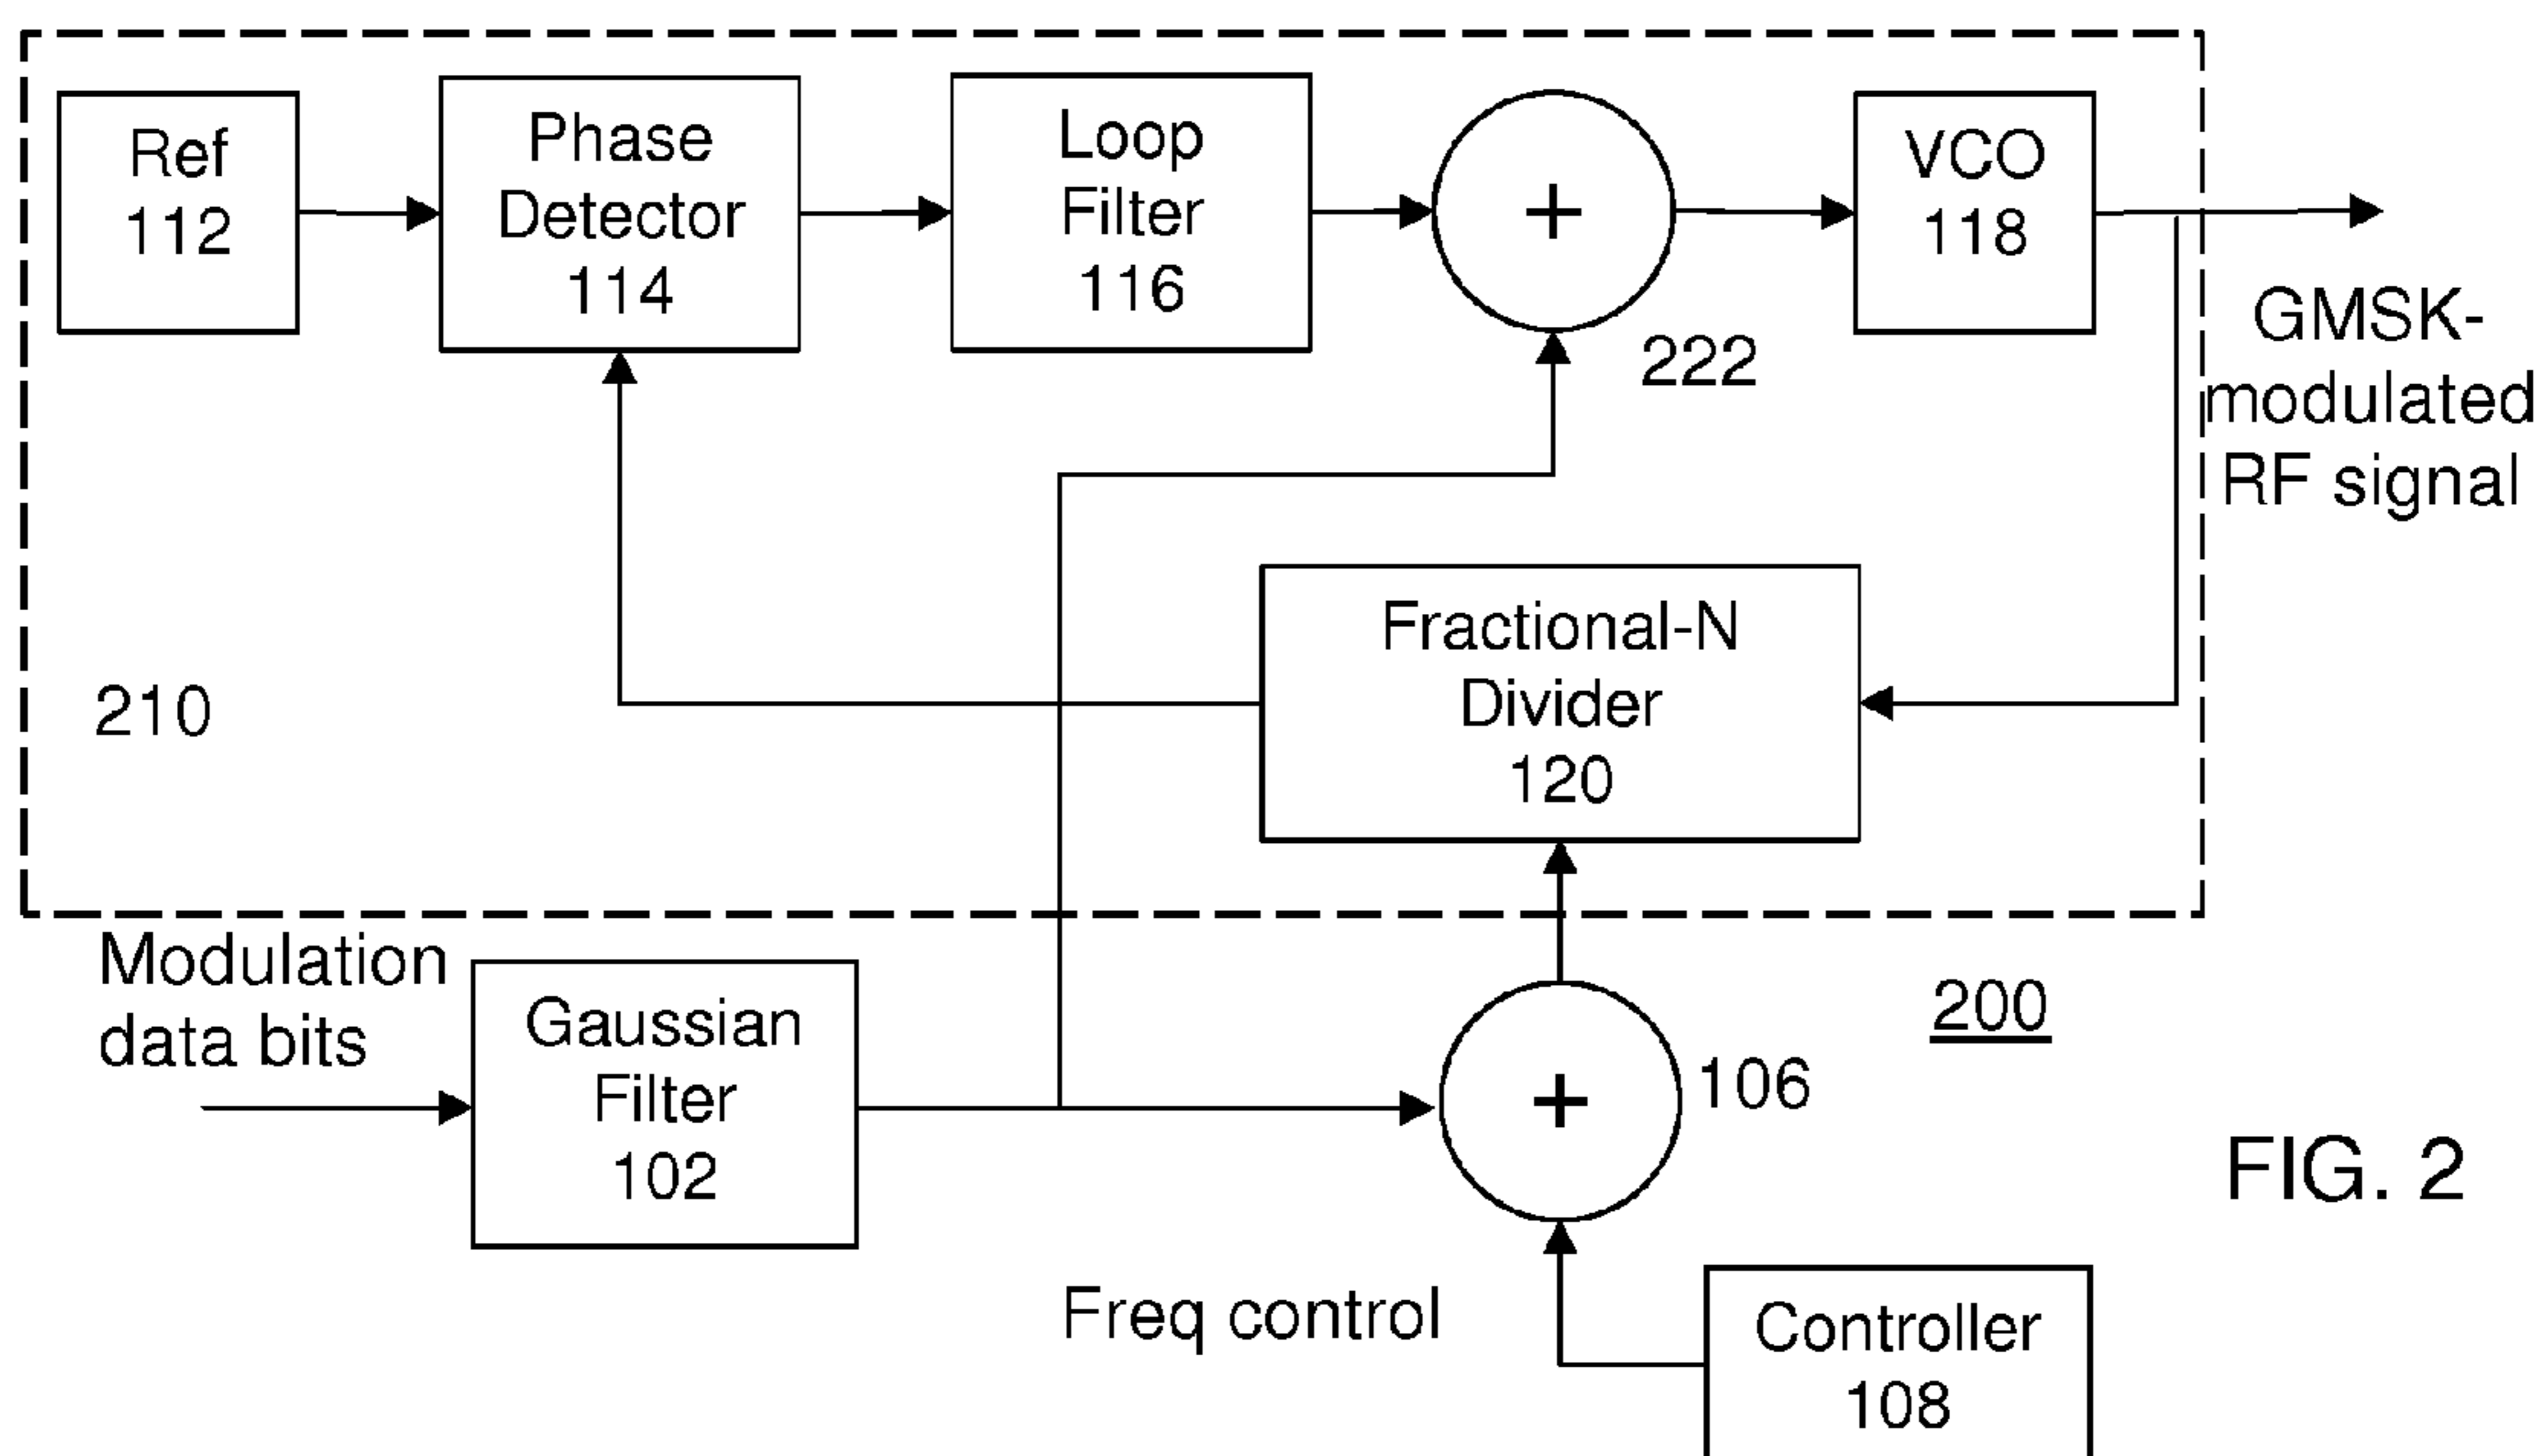 Ref
112
Phase
Detector
114
Loop
Filter
116
+
222
VCO
118
GMSK-
modulated
RF signal
Fractional-N
Divider
120
210
Modulation
data bits
Gaussian
Filter
102
+
106
200
FIG. 2
Freq control
Controller
108